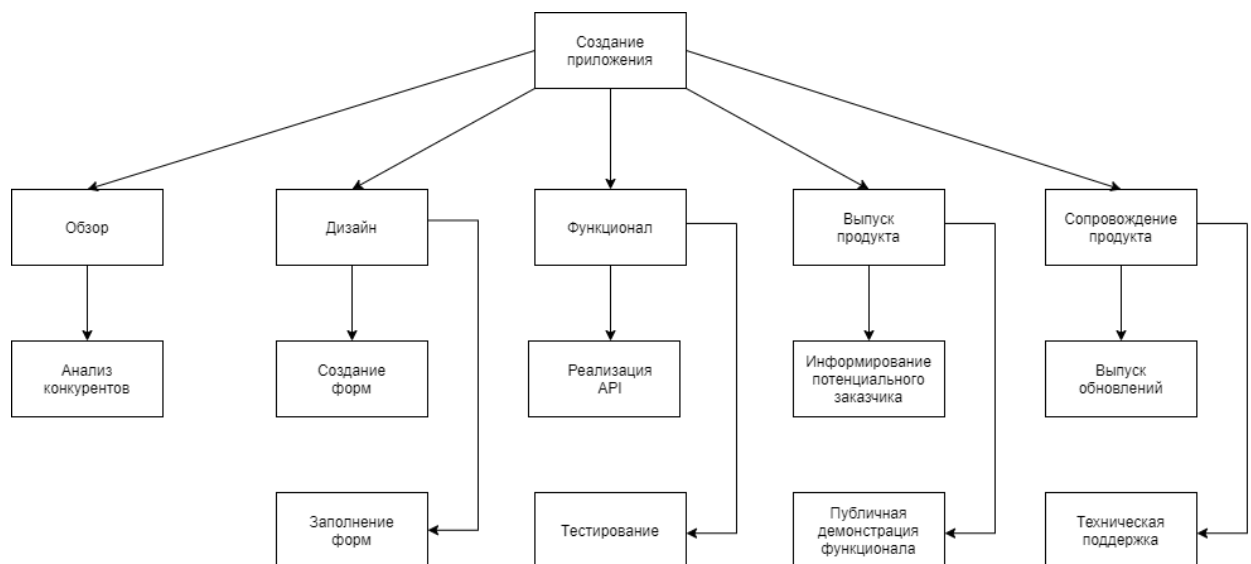 Создание
приложения
Обзор
Дизайн
Функционал
Выпуск
продукта
Сопровождение
продукта
Анализ
конкурентов
Создание
форм
Реализация
API
Информирование
потенциального
заказчика
Выпуск
обновлений
Заполнение
форм
Тестирование
Публичная
демонстрация
функционала
Техническая
поддержка